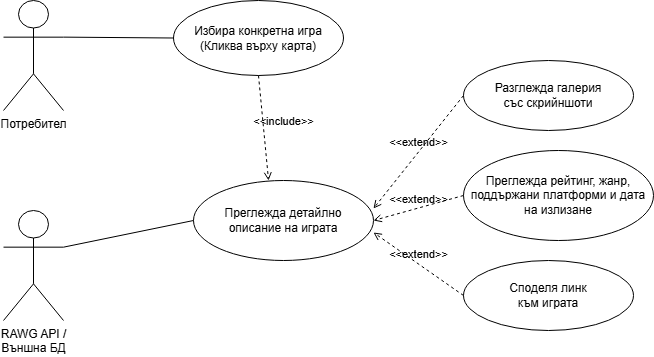 Избира конкретна игра
(Кликва върху карта)
Потребител
<<include>>
Разглежда галерия
със скрийншоти
<<extend>>
Преглежда рейтинг, жанр,
поддържани платформи и дата
на излизане
<<extend>>
Преглежда детайлно
описание на играта
<<extend>>
Споделя линк
към играта
RAWG API /
Външна БД